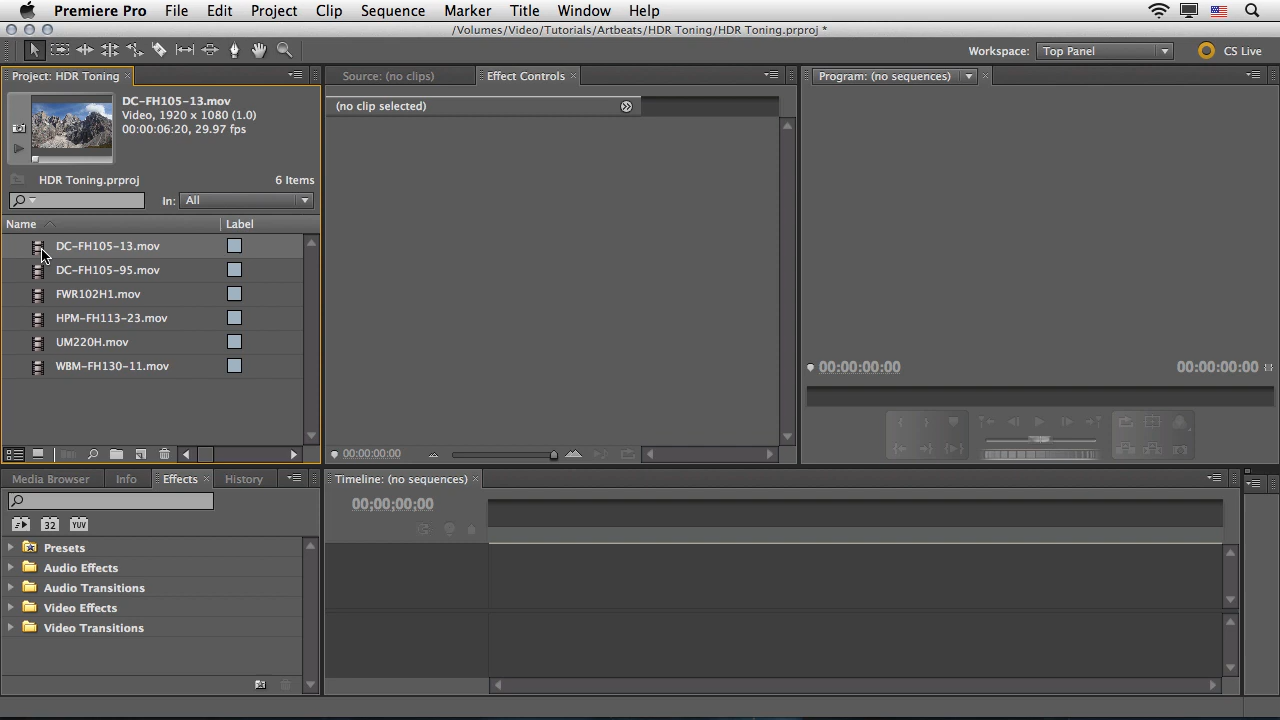 Premiere Pro File Edit Project Clip Sequence Marker Title Window Help
/Volumes/Video/Tutorials/Artbeats/HDR Toning/HDR Toning.prproj *
Workspace: Top Panel CS Live
Project: HDR Toning
Source: (no clips) Effect Controls
Program: (no sequences)
DC-FH105-13.mov
Video, 1920 x 1080 (1.0)
00:00:06:20, 29.97 fps
(no clip selected)
HDR Toning.prproj 6 Items
In: All
Name Label
DC-FH105-13.mov
DC-FH105-95.mov
FWR102H1.mov
HPM-FH113-23.mov
UM220H.mov
WBM-FH130-11.mov
00:00:00:00
00:00:00:00 00:00:00:00
Media Browser Info Effects History
Timeline: (no sequences)
00;00;00;00
32 YUV
Presets
Audio Effects
Audio Transitions
Video Effects
Video Transitions